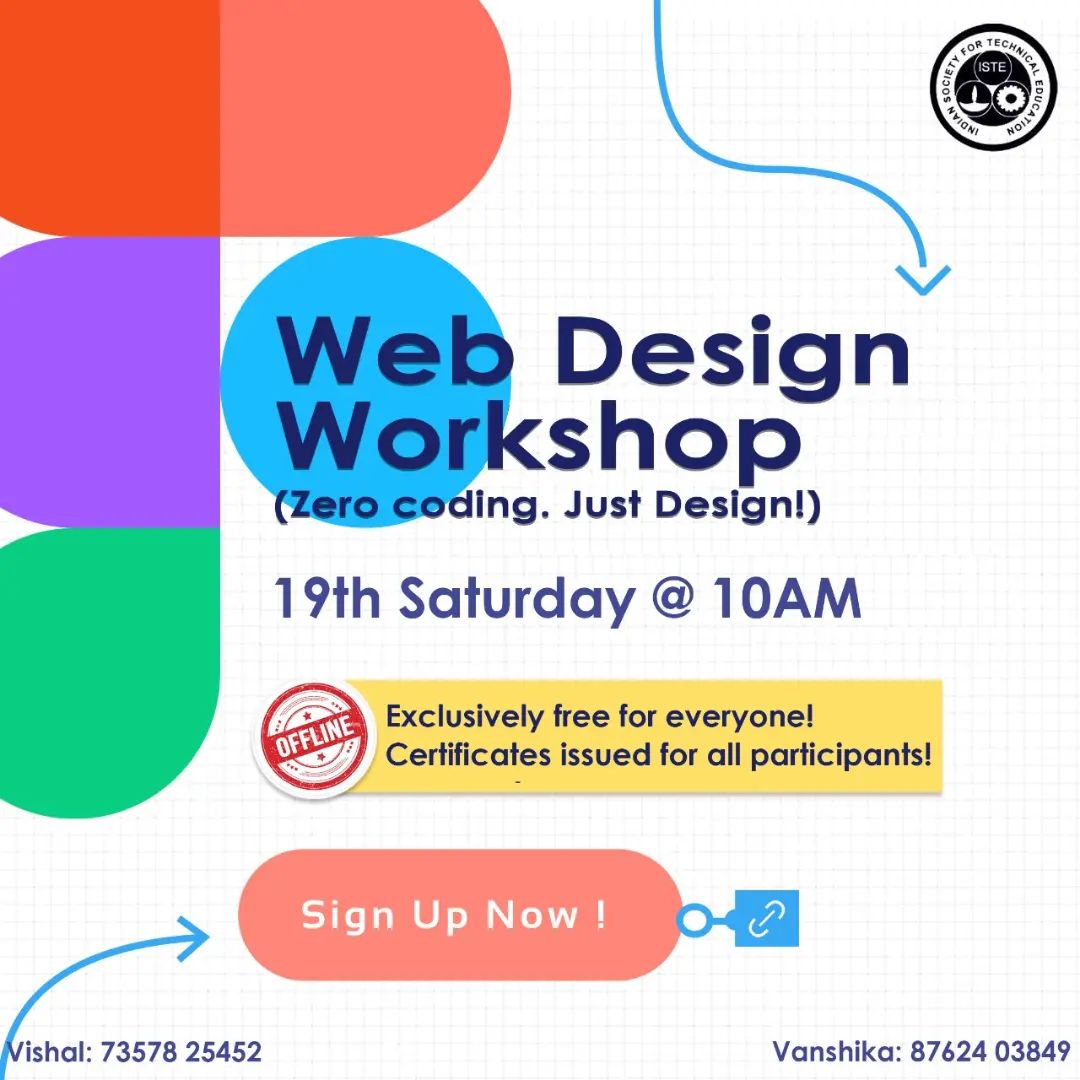 INDIAN SOCIETY FOR TECHNICAL EDUCATION
ISTE
Web Design
Workshop
(Zero coding. Just Design!)
19th Saturday @ 10AM
OFFLINE
Exclusively free for everyone!
Certificates issued for all participants!
Sign Up Now !
Vishal: 73578 25452
Vanshika: 87624 03849